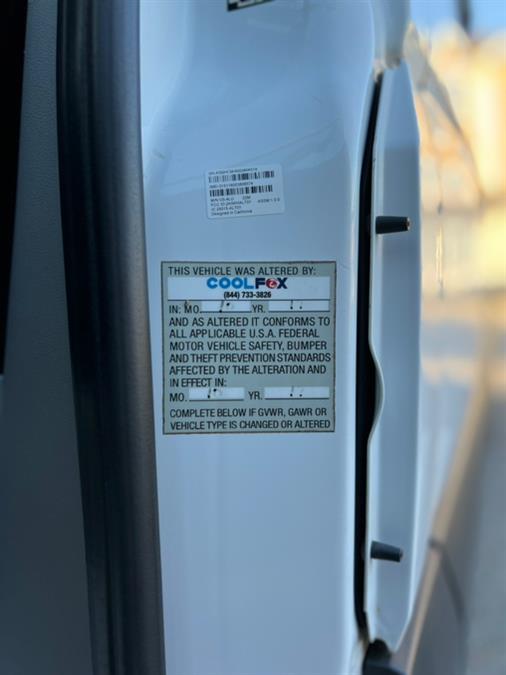 Designed in California
THIS VEHICLE WAS ALTERED BY:
COOLFOX
(844) 733-3826
IN: MO. YR.
AND AS ALTERED IT CONFORMS TO
ALL APPLICABLE U.S.A. FEDERAL
MOTOR VEHICLE SAFETY, BUMPER
AND THEFT PREVENTION STANDARDS
AFFECTED BY THE ALTERATION AND
IN EFFECT IN:
MO. YR.
COMPLETE BELOW IF GVWR, GAWR OR
VEHICLE TYPE IS CHANGED OR ALTERED